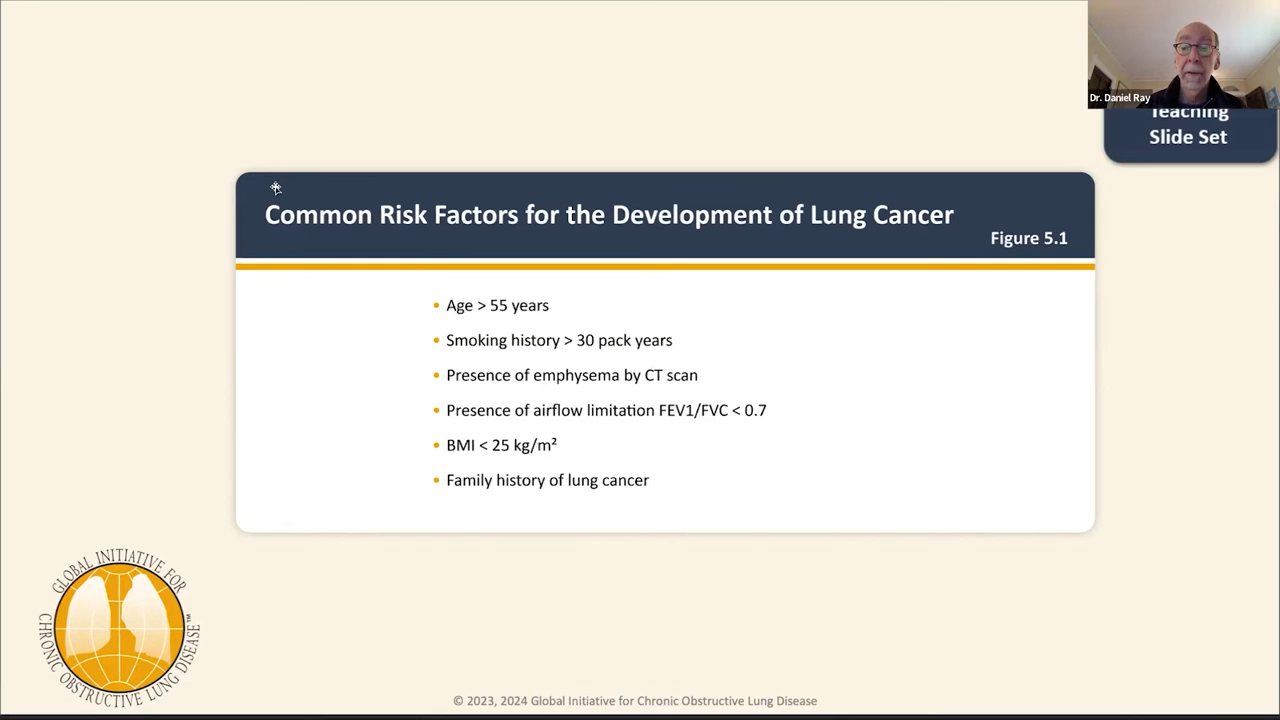 Dr. Daniel Ray
Teaching
Slide Set
Common Risk Factors for the Development of Lung Cancer
Figure 5.1
• Age > 55 years
• Smoking history > 30 pack years
• Presence of emphysema by CT scan
• Presence of airflow limitation FEV1/FVC < 0.7
• BMI < 25 kg/m²
• Family history of lung cancer
GLOBAL INITIATIVE FOR
CHRONIC OBSTRUCTIVE LUNG DISEASE™
© 2023, 2024 Global Initiative for Chronic Obstructive Lung Disease